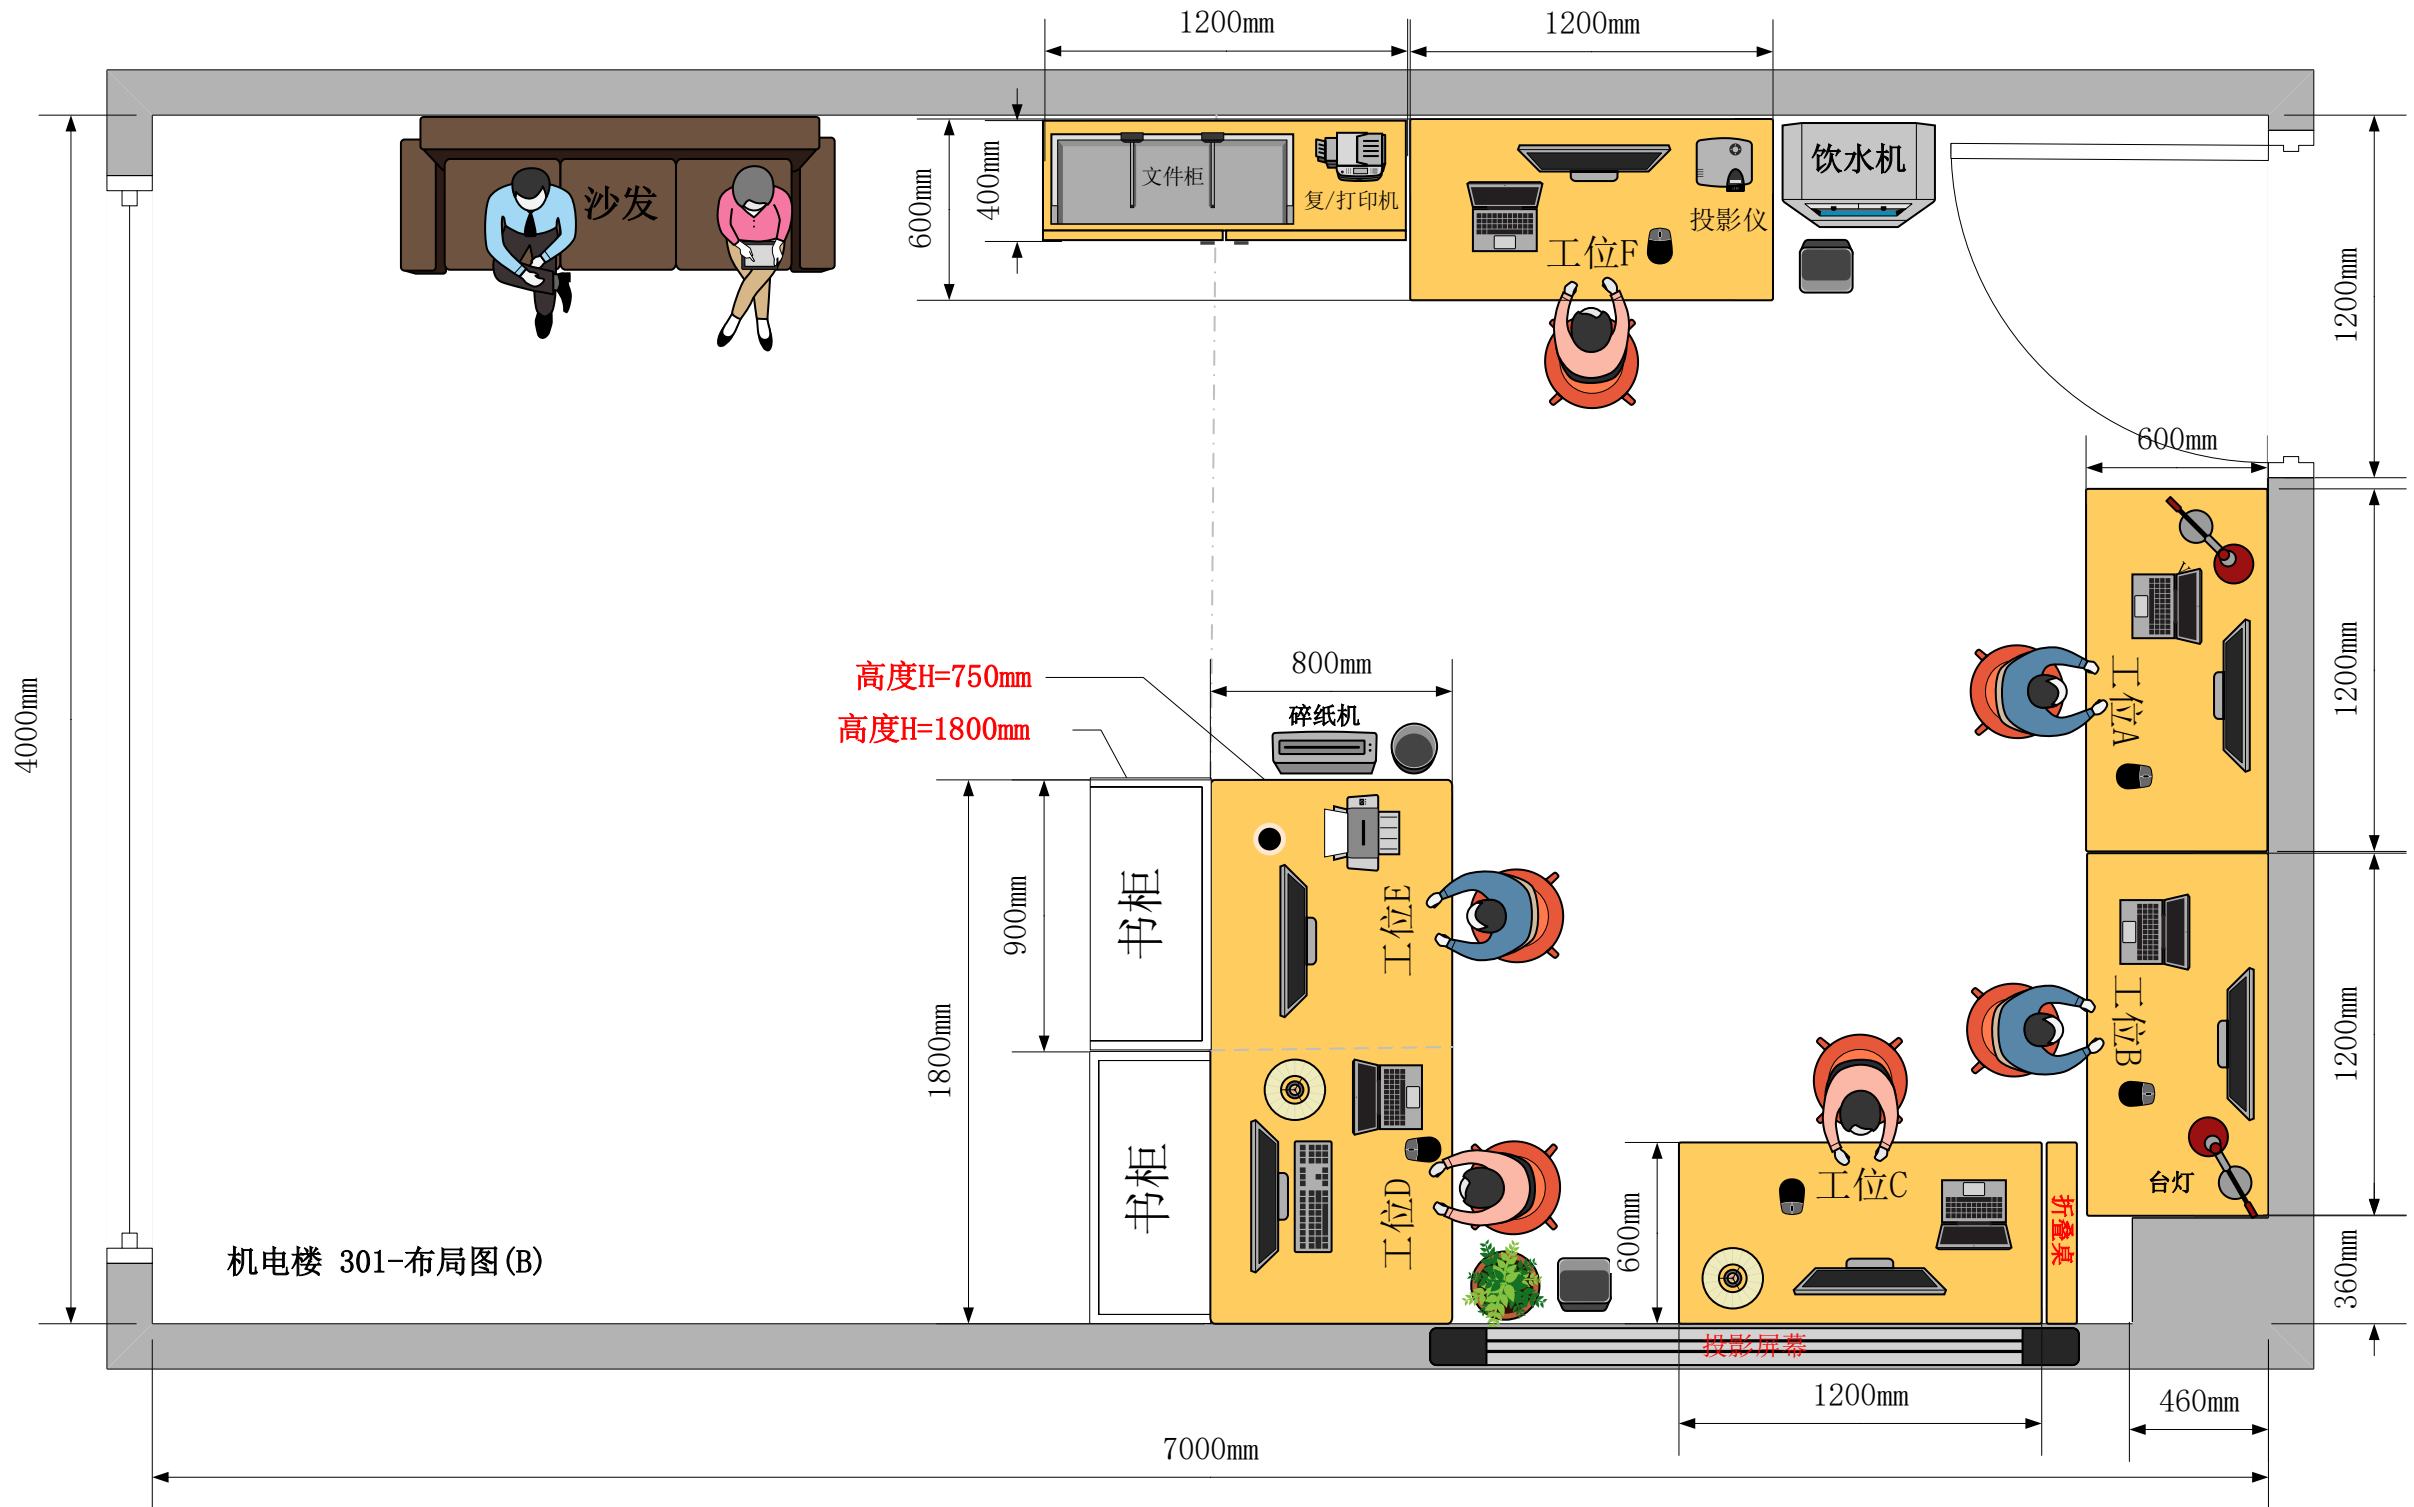 1200mm
1200mm
沙发
文件柜
复/打印机
400mm
600mm
工位F
投影仪
饮水机
1200mm
600mm
4000mm
高度H=750mm
高度H=1800mm
800mm
碎纸机
工位A
1200mm
书柜
900mm
1800mm
工位E
工位B
1200mm
书柜
工位D
工位C
600mm
折叠桌
台灯
360mm
机电楼 301-布局图(B)
投影屏幕
1200mm
460mm
7000mm